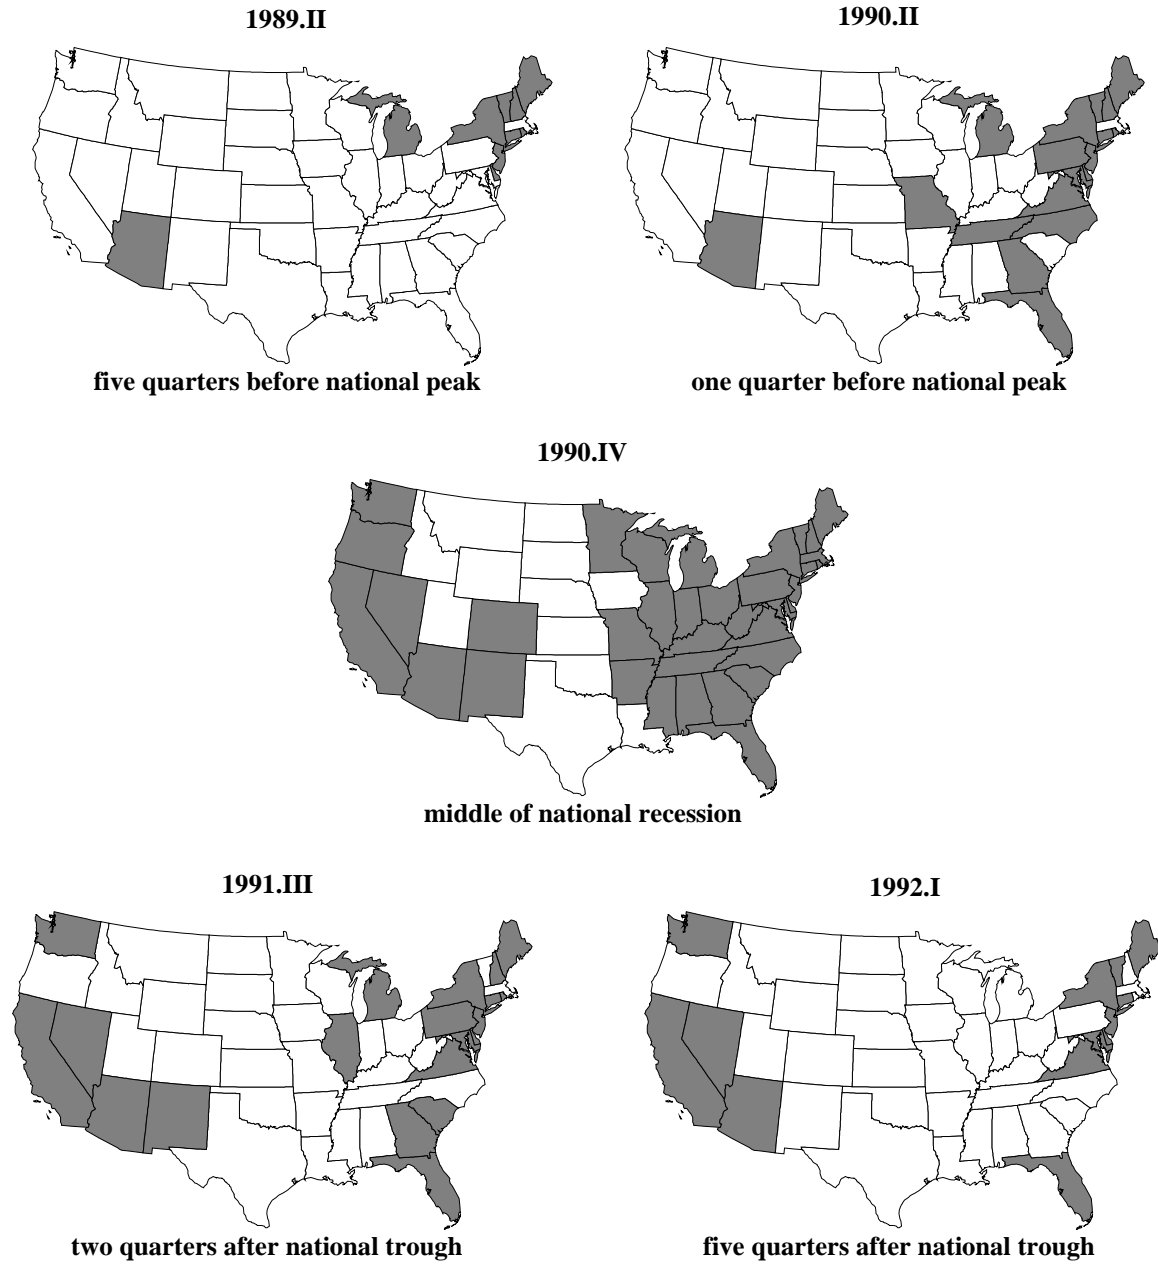 1989.II
1990.II
five quarters before national peak
one quarter before national peak
1990.IV
middle of national recession
1991.III
1992.I
two quarters after national trough
five quarters after national trough